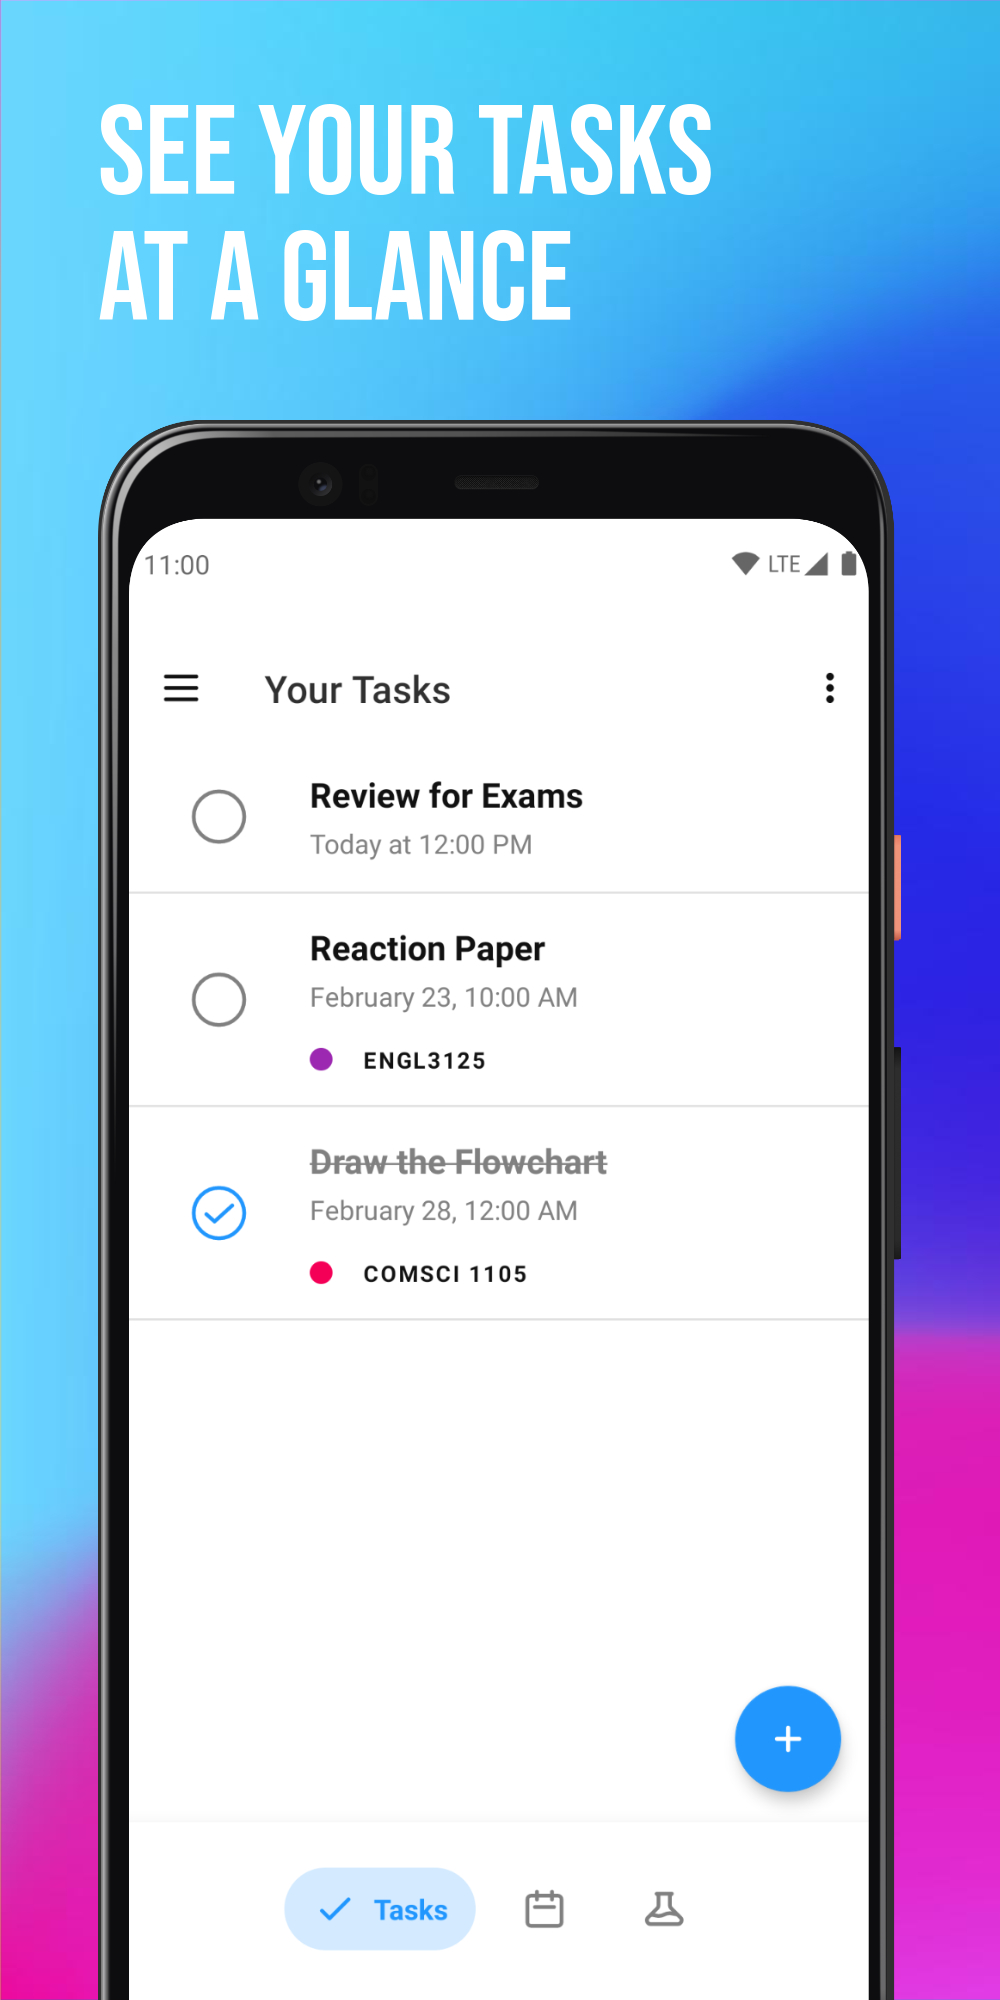 SEE YOUR TASKS
AT A GLANCE
11:00
LTE
Your Tasks
Review for Exams
Today at 12:00 PM
Reaction Paper
February 23, 10:00 AM
ENGL3125
Draw the Flowchart
February 28, 12:00 AM
COMSCI 1105
Tasks